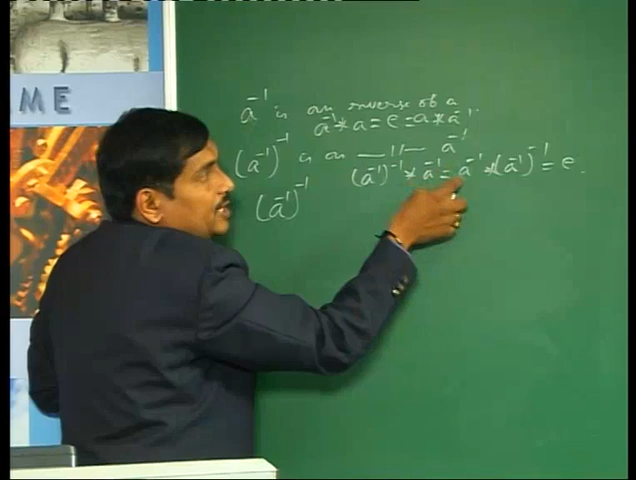 ME
a⁻¹ is an inverse of a
a⁻¹ * a = e = a * a⁻¹
(a⁻¹)⁻¹ is an —— 11 —— a⁻¹
(a⁻¹)⁻¹ * a⁻¹ = a⁻¹ * (a⁻¹)⁻¹ = e.
(a⁻¹)⁻¹